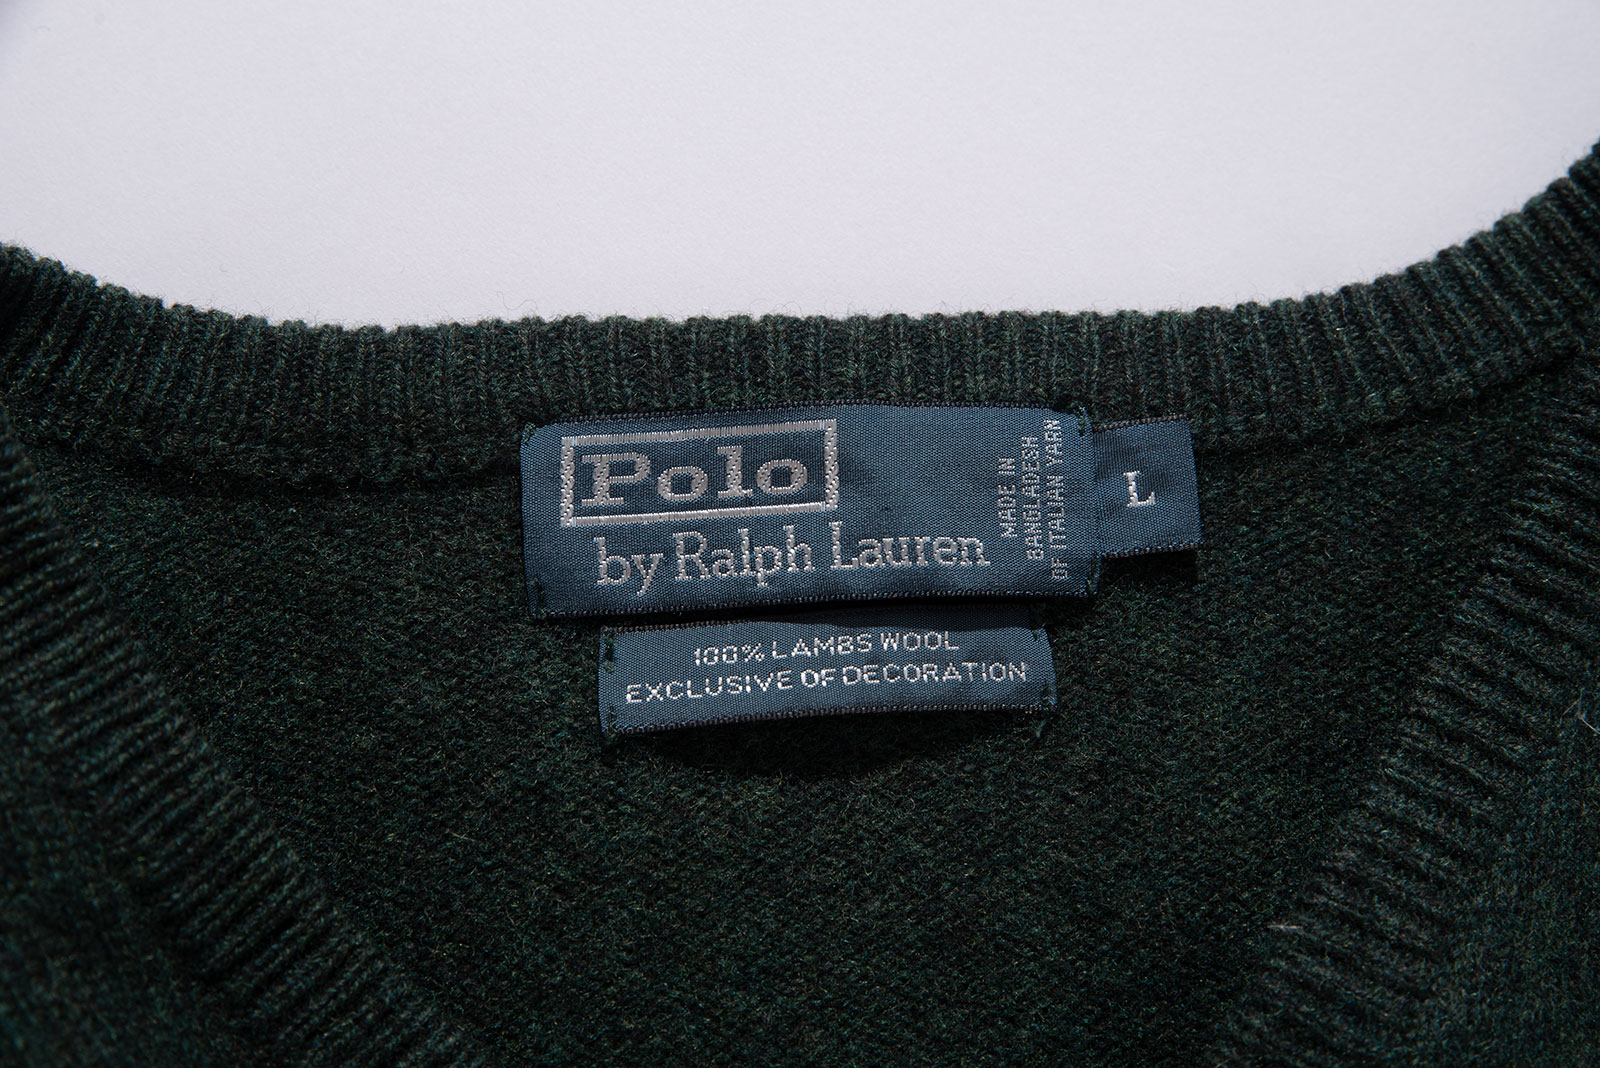 Polo
by Ralph Lauren
MADE IN
BANGLADESH
OF ITALIAN YARN
L
100% LAMBS WOOL
EXCLUSIVE OF DECORATION